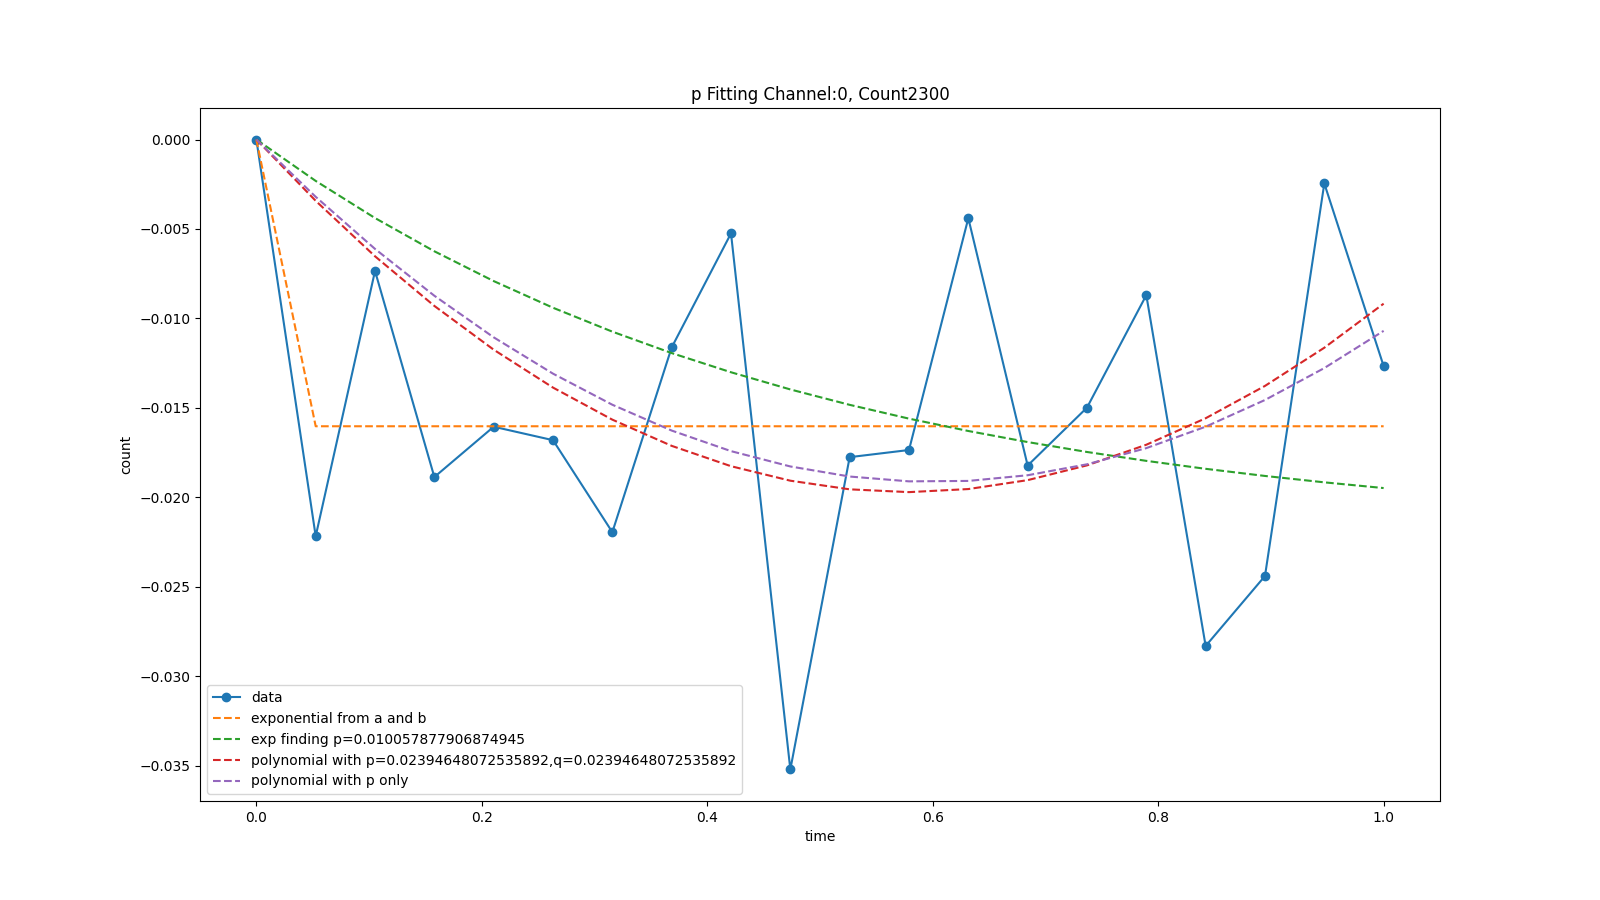 p Fitting Channel:0, Count2300
0.000
−0.005
−0.010
−0.015
−0.020
−0.025
−0.030
−0.035
count
data
exponential from a and b
exp finding p=0.010057877906874945
polynomial with p=0.02394648072535892,q=0.02394648072535892
polynomial with p only
0.0 0.2 0.4 0.6 0.8 1.0
time